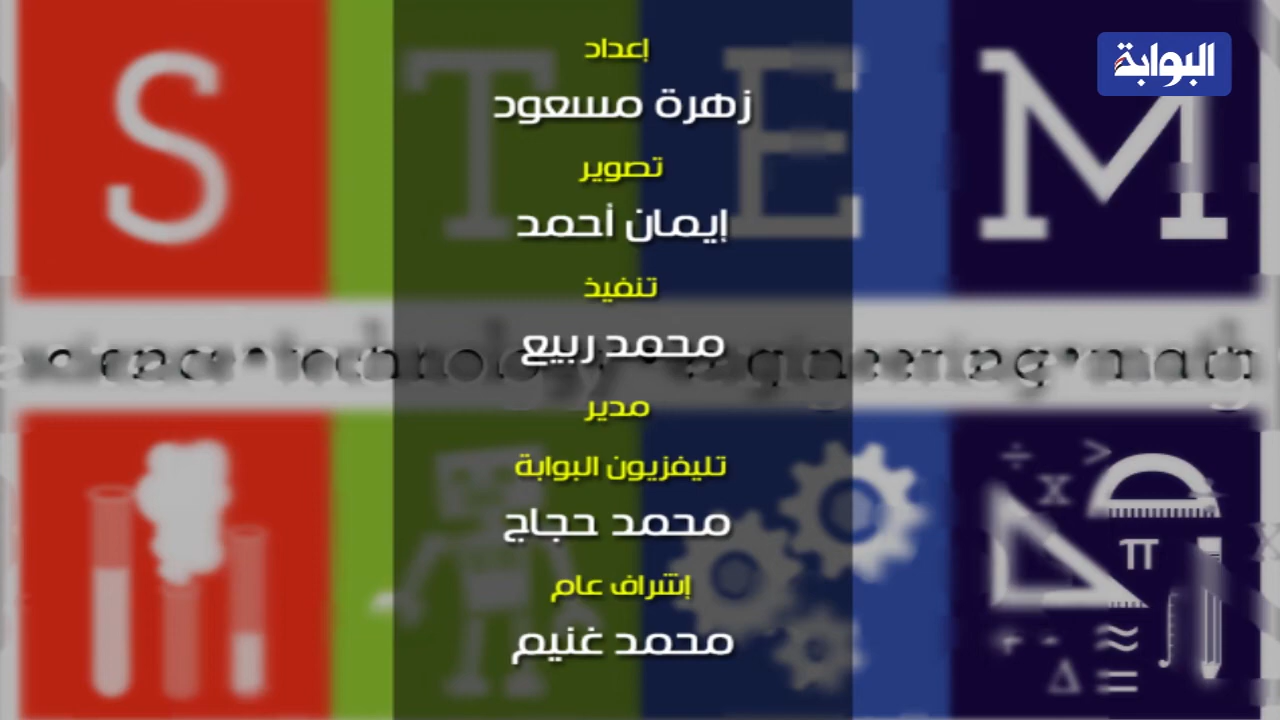 البوابة
S T E M
إعداد
زهرة مسعود
تصوير
إيمان أحمد
تنفيذ
محمد ربيع
مدير
تليفزيون البوابة
محمد حجاج
إشراف عام
محمد غنيم
÷ >
x
π
+ -
≈
Δ =